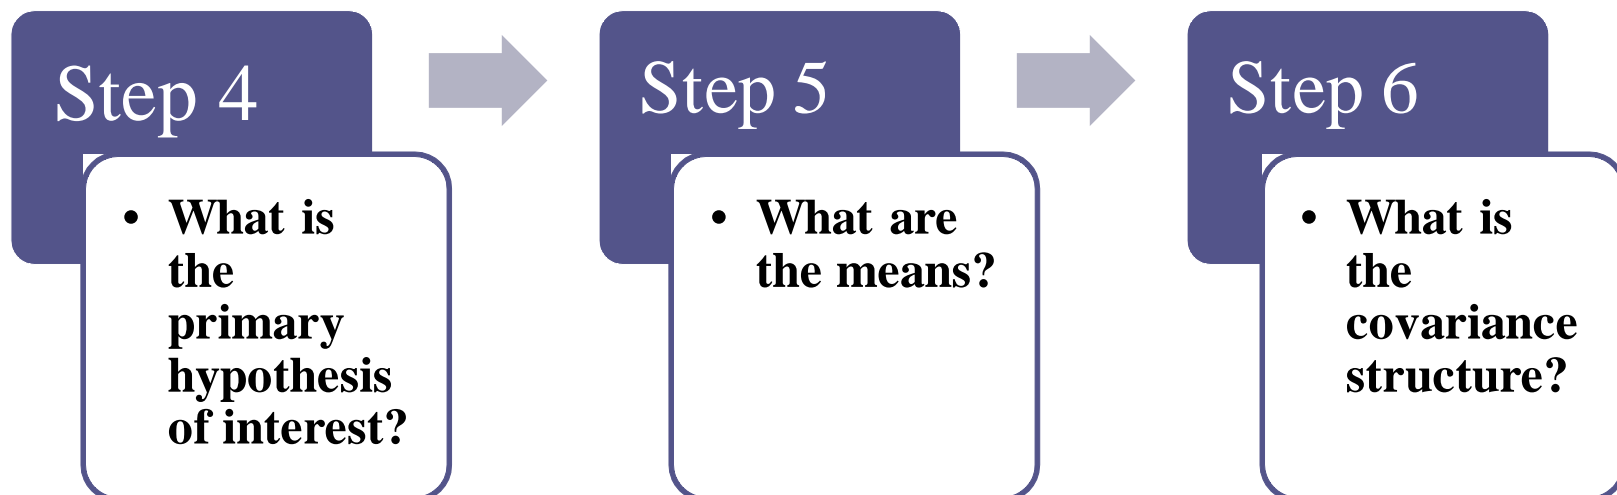 Step 4
• What is
the
primary
hypothesis
of interest?
Step 5
• What are
the means?
Step 6
• What is
the
covariance
structure?